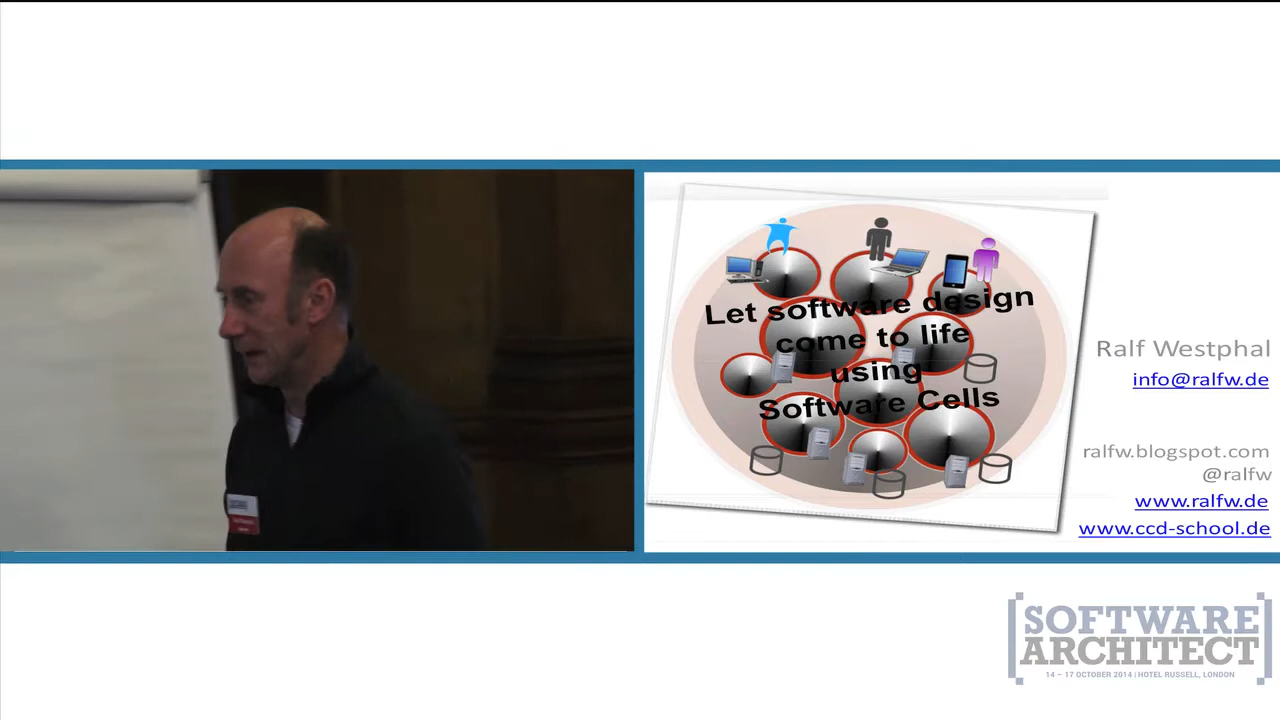 Let software design
come to life
using
Software Cells
Ralf Westphal
info@ralfw.de
ralfw.blogspot.com
@ralfw
www.ralfw.de
www.ccd-school.de
[SOFTWARE
ARCHITECT]
14 – 17 OCTOBER 2014 | HOTEL RUSSELL, LONDON